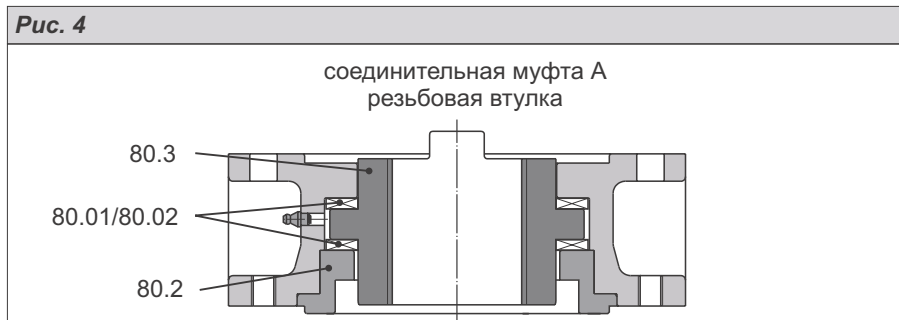 Рис. 4
соединительная муфта А
резьбовая втулка
80.3
80.01/80.02
80.2